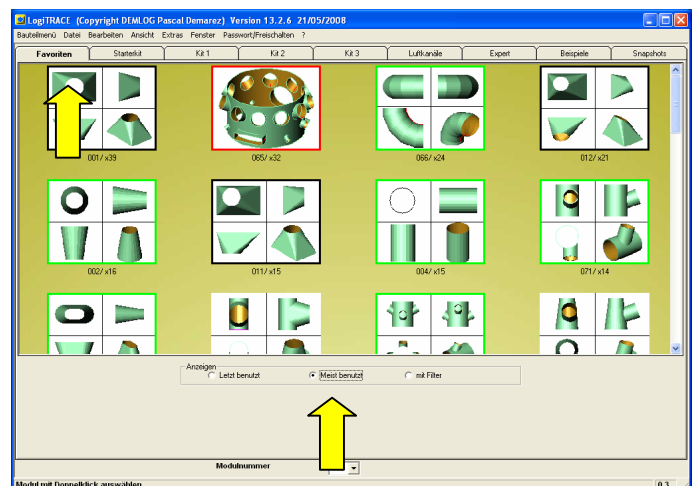 LogiTRACE (Copyright DEMLOG Pascal Demarez) Version 13.2.6 21/05/2008
Bauteilmenü Datei Bearbeiten Ansicht Extras Fenster Passwort/Freischalten ?
Favoriten Starterkit Kit 1 Kit 2 Kit 3 Luftkanäle Expert Beispiele Snapshots
001/ x39 065/ x32 066/ x24 012/ x21
002/ x16 011/ x15 004/ x15 071/ x14
Anzeigen
Letzt benutzt Meist benutzt mit Filter
Modulnummer
Modul mit Doppelklick auswählen 0.3